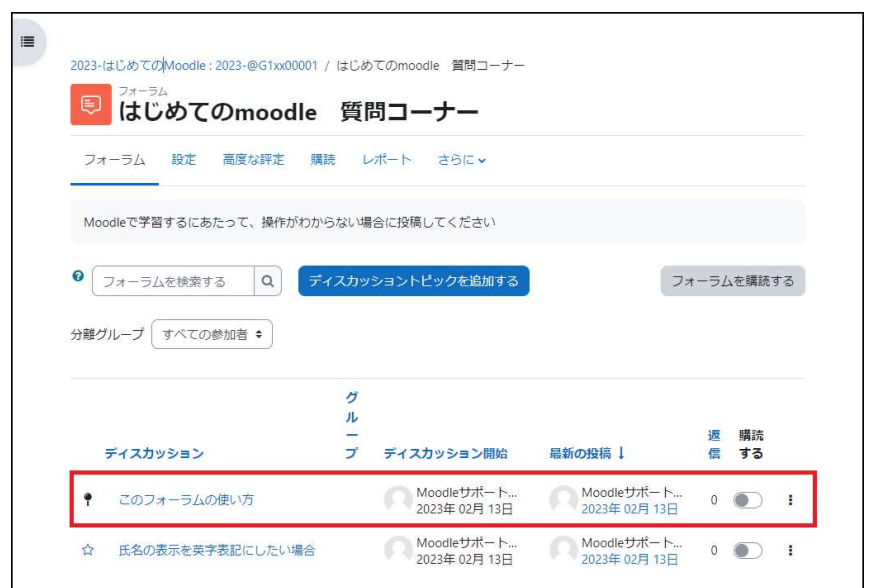 2023-はじめてのMoodle : 2023-@G1xx00001 / はじめてのmoodle　質問コーナー
フォーラム
はじめてのmoodle　質問コーナー
フォーラム 設定 高度な評定 購読 レポート さらに
Moodleで学習するにあたって、操作がわからない場合に投稿してください
フォーラムを検索する ディスカッショントピックを追加する フォーラムを購読する
分離グループ すべての参加者
ディスカッション グループ ディスカッション開始 最新の投稿 ↓ 返信 購読する
このフォーラムの使い方 Moodleサポート... Moodleサポート... 0
2023年 02月 13日 2023年 02月 13日
氏名の表示を英字表記にしたい場合 Moodleサポート... Moodleサポート... 0
2023年 02月 13日 2023年 02月 13日